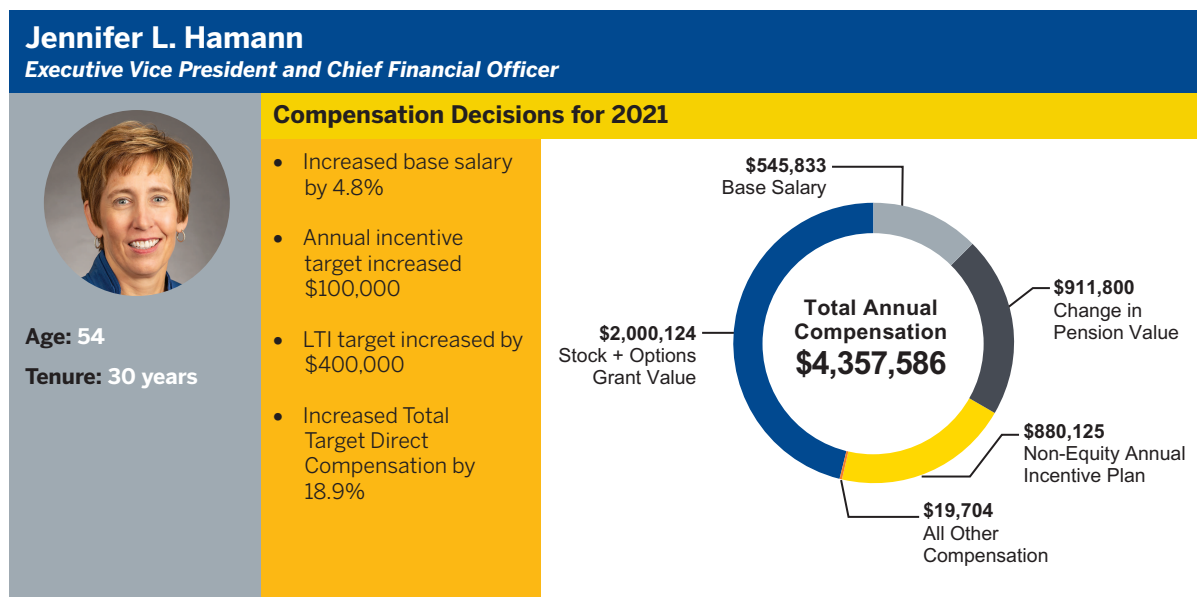 Jennifer L. Hamann
Executive Vice President and Chief Financial Officer
Age: 54
Tenure: 30 years
Compensation Decisions for 2021
• Increased base salary
by 4.8%
• Annual incentive
target increased
$100,000
• LTI target increased by
$400,000
• Increased Total
Target Direct
Compensation by
18.9%
$545,833
Base Salary
$911,800
Change in
Pension Value
$880,125
Non-Equity Annual
Incentive Plan
$19,704
All Other
Compensation
$2,000,124
Stock + Options
Grant Value
Total Annual
Compensation
$4,357,586